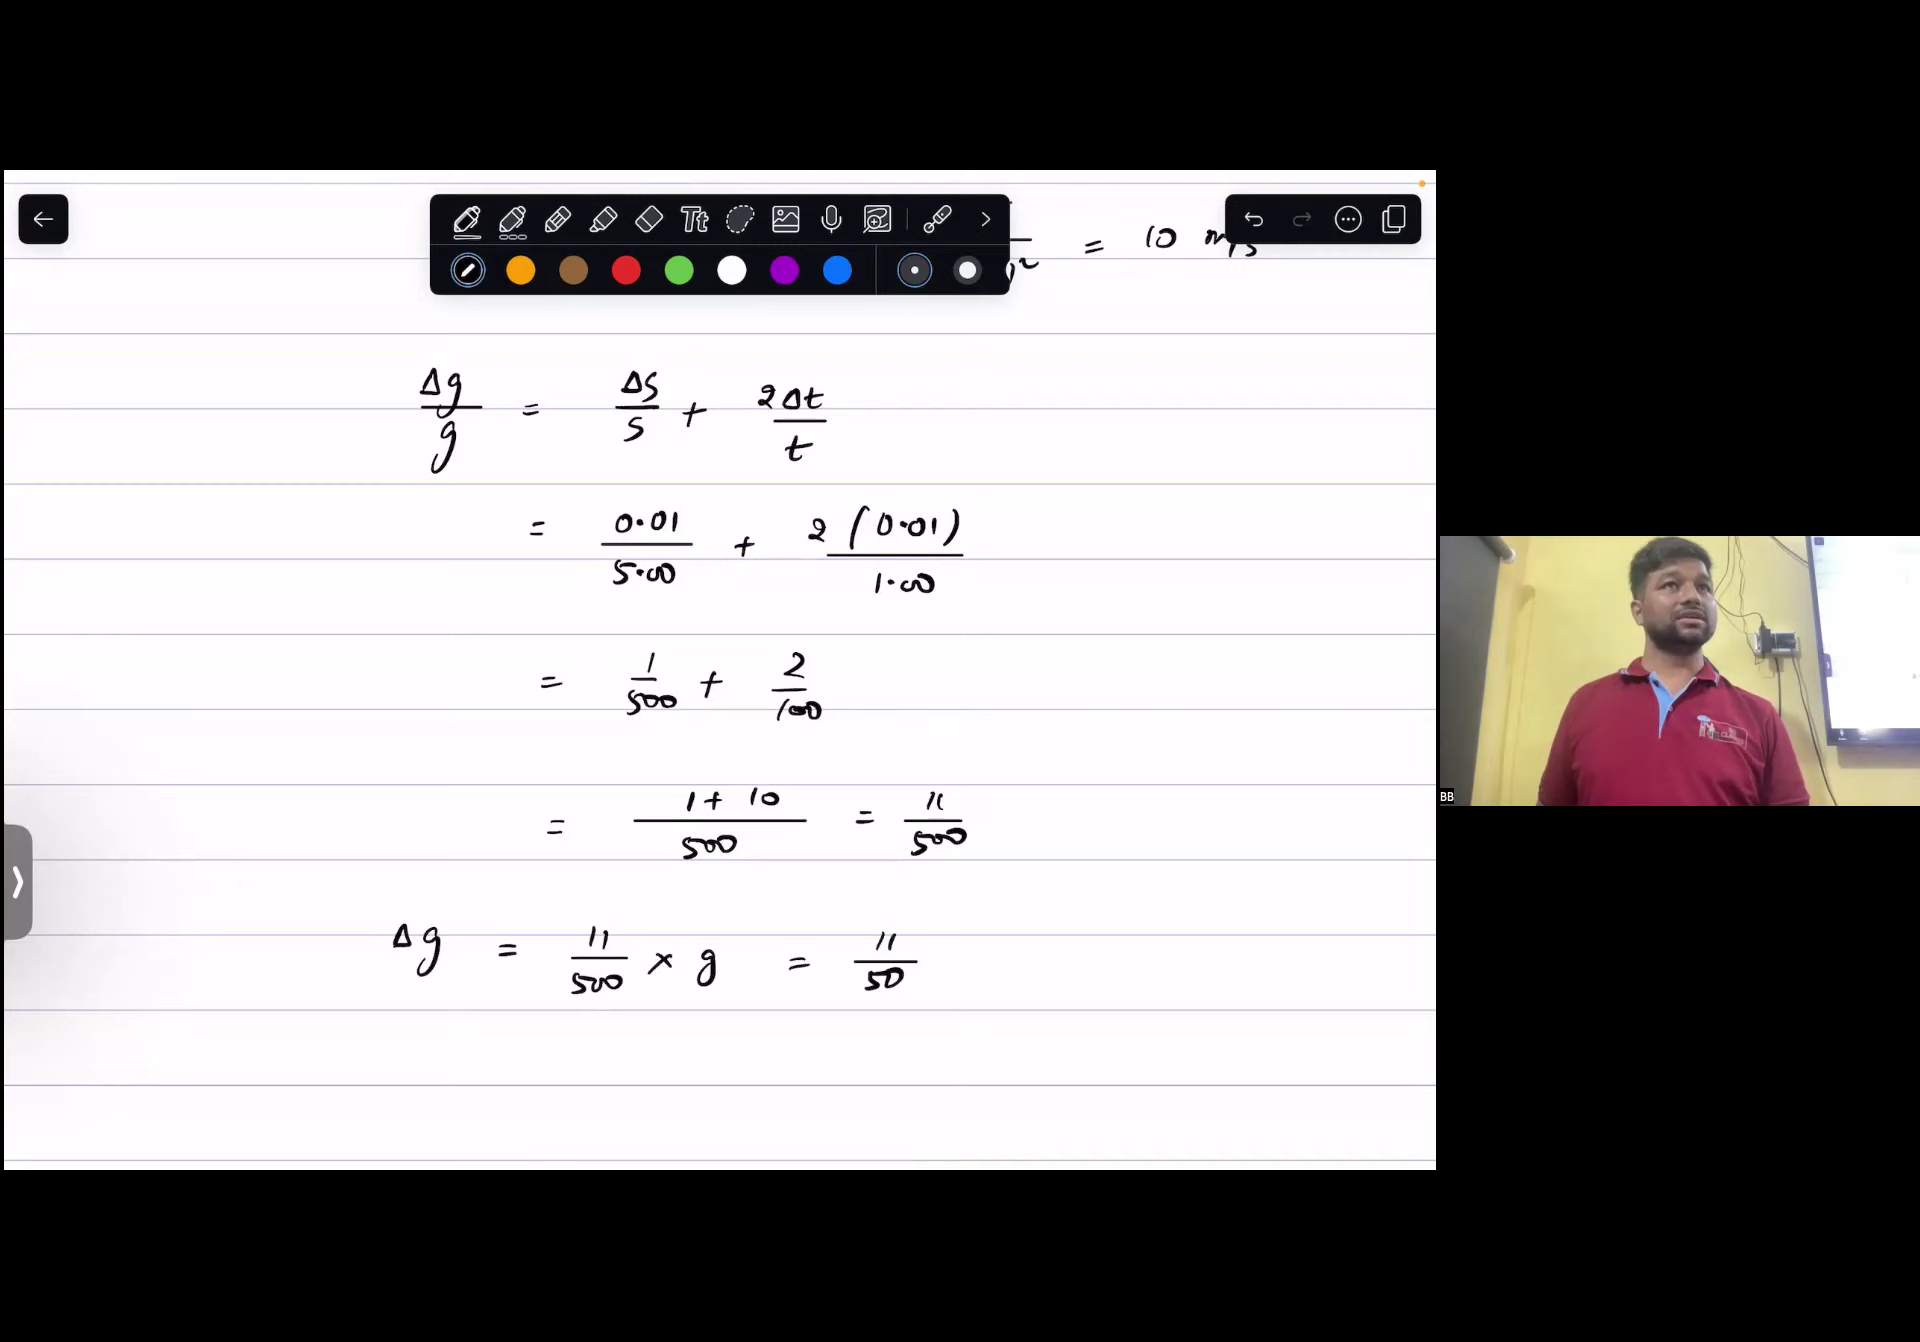 Tt
= 10 m/s
Δg/g = ΔS/S + 2Δt/t
= 0.01/5.00 + 2(0.01)/1.00
= 1/500 + 2/100
= 1+10/500 = 11/500
Δg = 11/500 × g = 11/50
BB